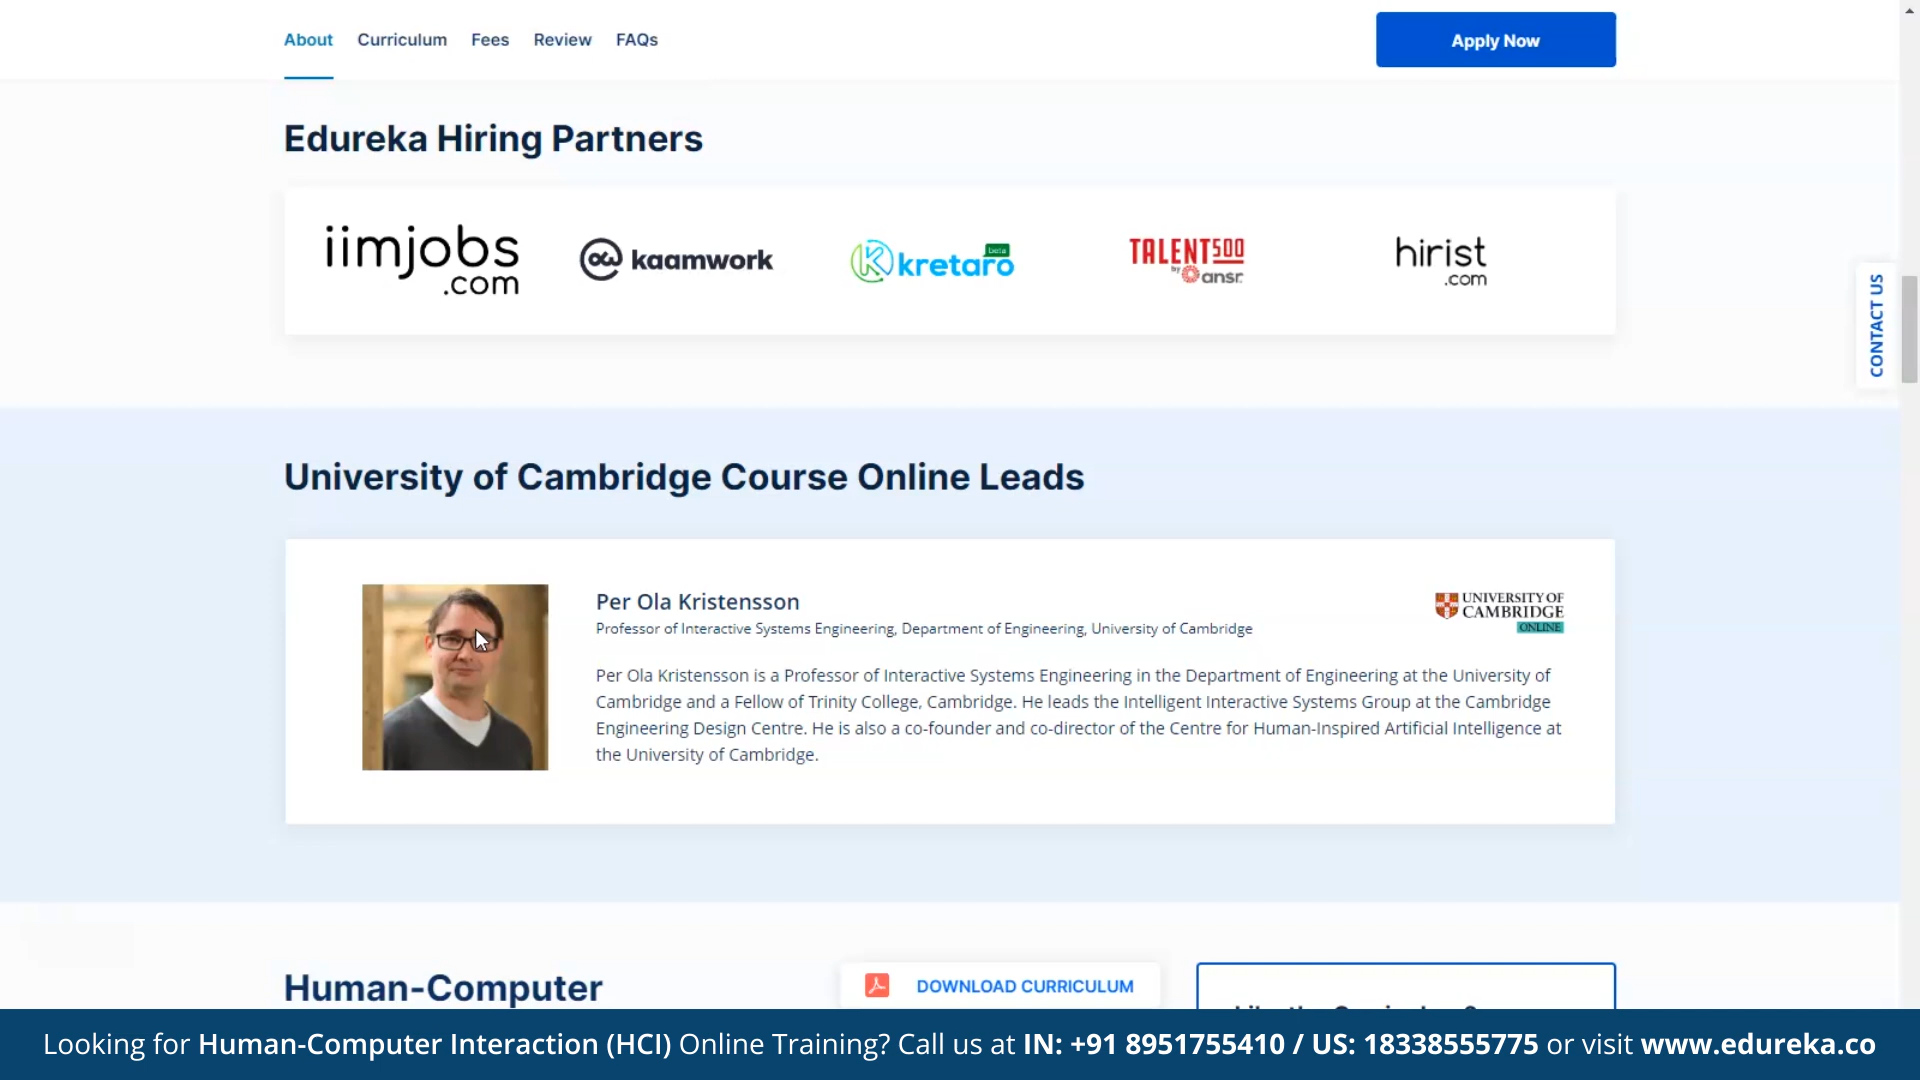 About Curriculum Fees Review FAQs Apply Now
Edureka Hiring Partners
iimjobs
.com
kaamwork
kretaro beta
TALENT500
by ansr.
hirist
.com
CONTACT US
University of Cambridge Course Online Leads
Per Ola Kristensson
Professor of Interactive Systems Engineering, Department of Engineering, University of Cambridge
UNIVERSITY OF
CAMBRIDGE
ONLINE
Per Ola Kristensson is a Professor of Interactive Systems Engineering in the Department of Engineering at the University of
Cambridge and a Fellow of Trinity College, Cambridge. He leads the Intelligent Interactive Systems Group at the Cambridge
Engineering Design Centre. He is also a co-founder and co-director of the Centre for Human-Inspired Artificial Intelligence at
the University of Cambridge.
Human-Computer
DOWNLOAD CURRICULUM
Looking for Human-Computer Interaction (HCI) Online Training? Call us at IN: +91 8951755410 / US: 18338555775 or visit www.edureka.co